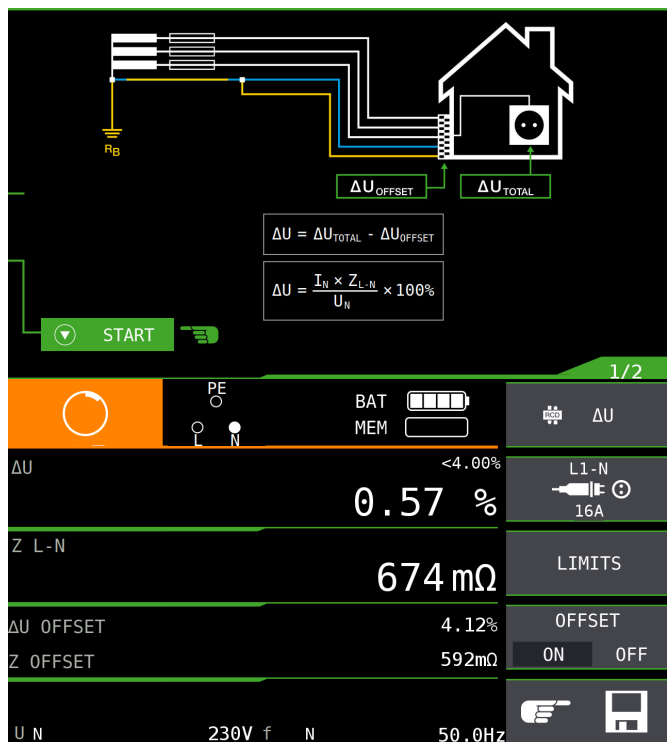 R_B
ΔU_OFFSET
ΔU_TOTAL
ΔU = ΔU_TOTAL - ΔU_OFFSET
ΔU = I_N × Z_L-N / U_N × 100%
START
1/2
PE
L N
BAT
MEM
RCD ΔU
ΔU <4.00%
0.57 %
L1-N
16A
Z L-N
674 mΩ
LIMITS
ΔU OFFSET 4.12%
Z OFFSET 592mΩ
OFFSET
ON OFF
U N 230V f N 50.0Hz